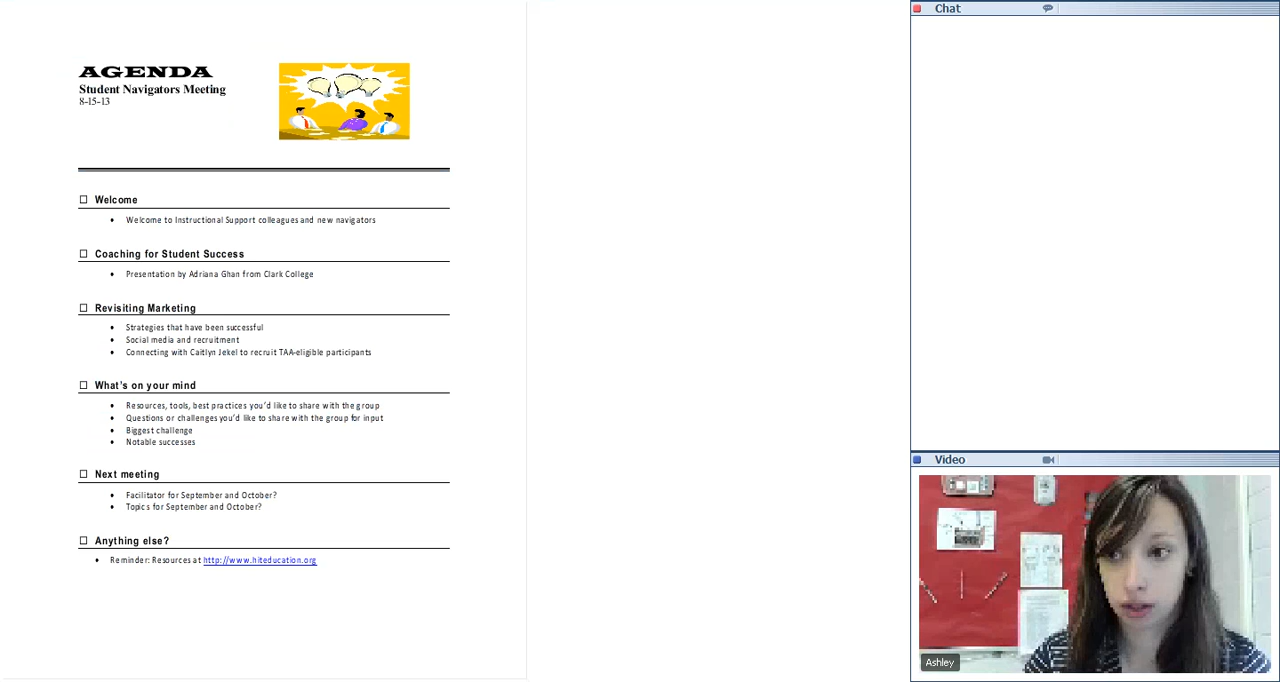 AGENDA
Student Navigators Meeting
8-15-13
Welcome
Welcome to Instructional Support colleagues and new navigators
Coaching for Student Success
Presentation by Adriana Ghan from Clark College
Revisiting Marketing
Strategies that have been successful
Social media and recruitment
Connecting with Caitlyn Jekel to recruit TAA-eligible participants
What's on your mind
Resources, tools, best practices you'd like to share with the group
Questions or challenges you'd like to share with the group for input
Biggest challenge
Notable successes
Next meeting
Facilitator for September and October?
Topics for September and October?
Anything else?
Reminder: Resources at http://www.hiteducation.org
Chat
Video
Ashley